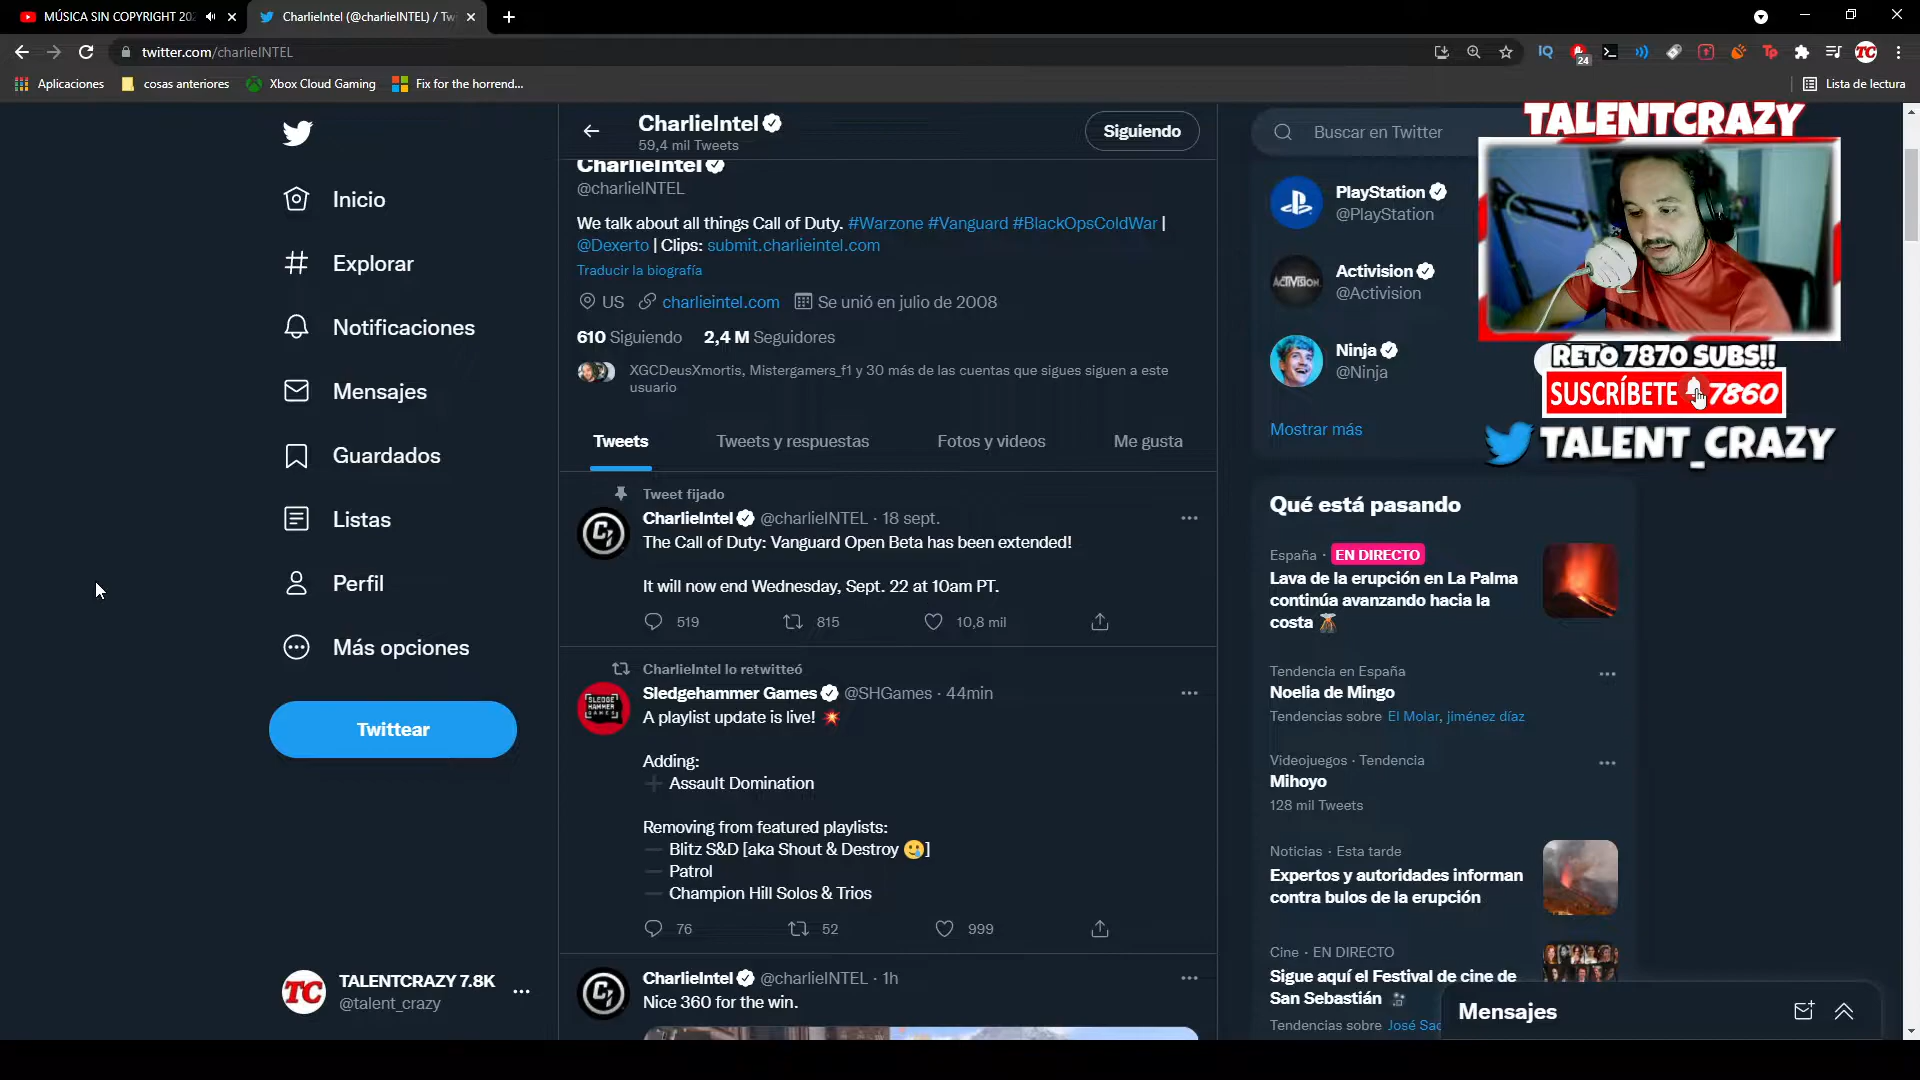 MÚSICA SIN COPYRIGHT 202
CharlieIntel (@charlieINTEL) / Tw
twitter.com/charlieINTEL
24
Aplicaciones
cosas anteriores
Xbox Cloud Gaming
Fix for the horrend...
Lista de lectura
Inicio
Explorar
Notificaciones
Mensajes
Guardados
Listas
Perfil
Más opciones
Twittear
TALENTCRAZY 7.8K
@talent_crazy
CharlieIntel
59,4 mil Tweets
Siguiendo
CharlieIntel
@charlieINTEL
We talk about all things Call of Duty. #Warzone #Vanguard #BlackOpsColdWar |
@Dexerto | Clips: submit.charlieintel.com
Traducir la biografía
US charlieintel.com Se unió en julio de 2008
610 Siguiendo 2,4 M Seguidores
XGCDeusXmortis, Mistergamers_f1 y 30 más de las cuentas que sigues siguen a este
usuario
Tweets Tweets y respuestas Fotos y videos Me gusta
Tweet fijado
CharlieIntel @charlieINTEL · 18 sept.
The Call of Duty: Vanguard Open Beta has been extended!
It will now end Wednesday, Sept. 22 at 10am PT.
519 815 10,8 mil
CharlieIntel lo retwitteó
Sledgehammer Games @SHGames · 44min
A playlist update is live! 💥
Adding:
➕ Assault Domination
Removing from featured playlists:
➖ Blitz S&D [aka Shout & Destroy 🥲]
➖ Patrol
➖ Champion Hill Solos & Trios
76 52 999
CharlieIntel @charlieINTEL · 1h
Nice 360 for the win.
Buscar en Twitter
PlayStation
@PlayStation
ACTIVISION
Activision
@Activision
Ninja
@Ninja
Mostrar más
TALENTCRAZY
RETO 7870 SUBS!!
SUSCRÍBETE 7860
TALENT_CRAZY
Qué está pasando
España · EN DIRECTO
Lava de la erupción en La Palma
continúa avanzando hacia la
costa 🌋
Tendencia en España
Noelia de Mingo
Tendencias sobre El Molar, jiménez díaz
Videojuegos · Tendencia
Mihoyo
128 mil Tweets
Noticias · Esta tarde
Expertos y autoridades informan
contra bulos de la erupción
Cine · EN DIRECTO
Sigue aquí el Festival de cine de
San Sebastián
Tendencias sobre José Sac
Mensajes